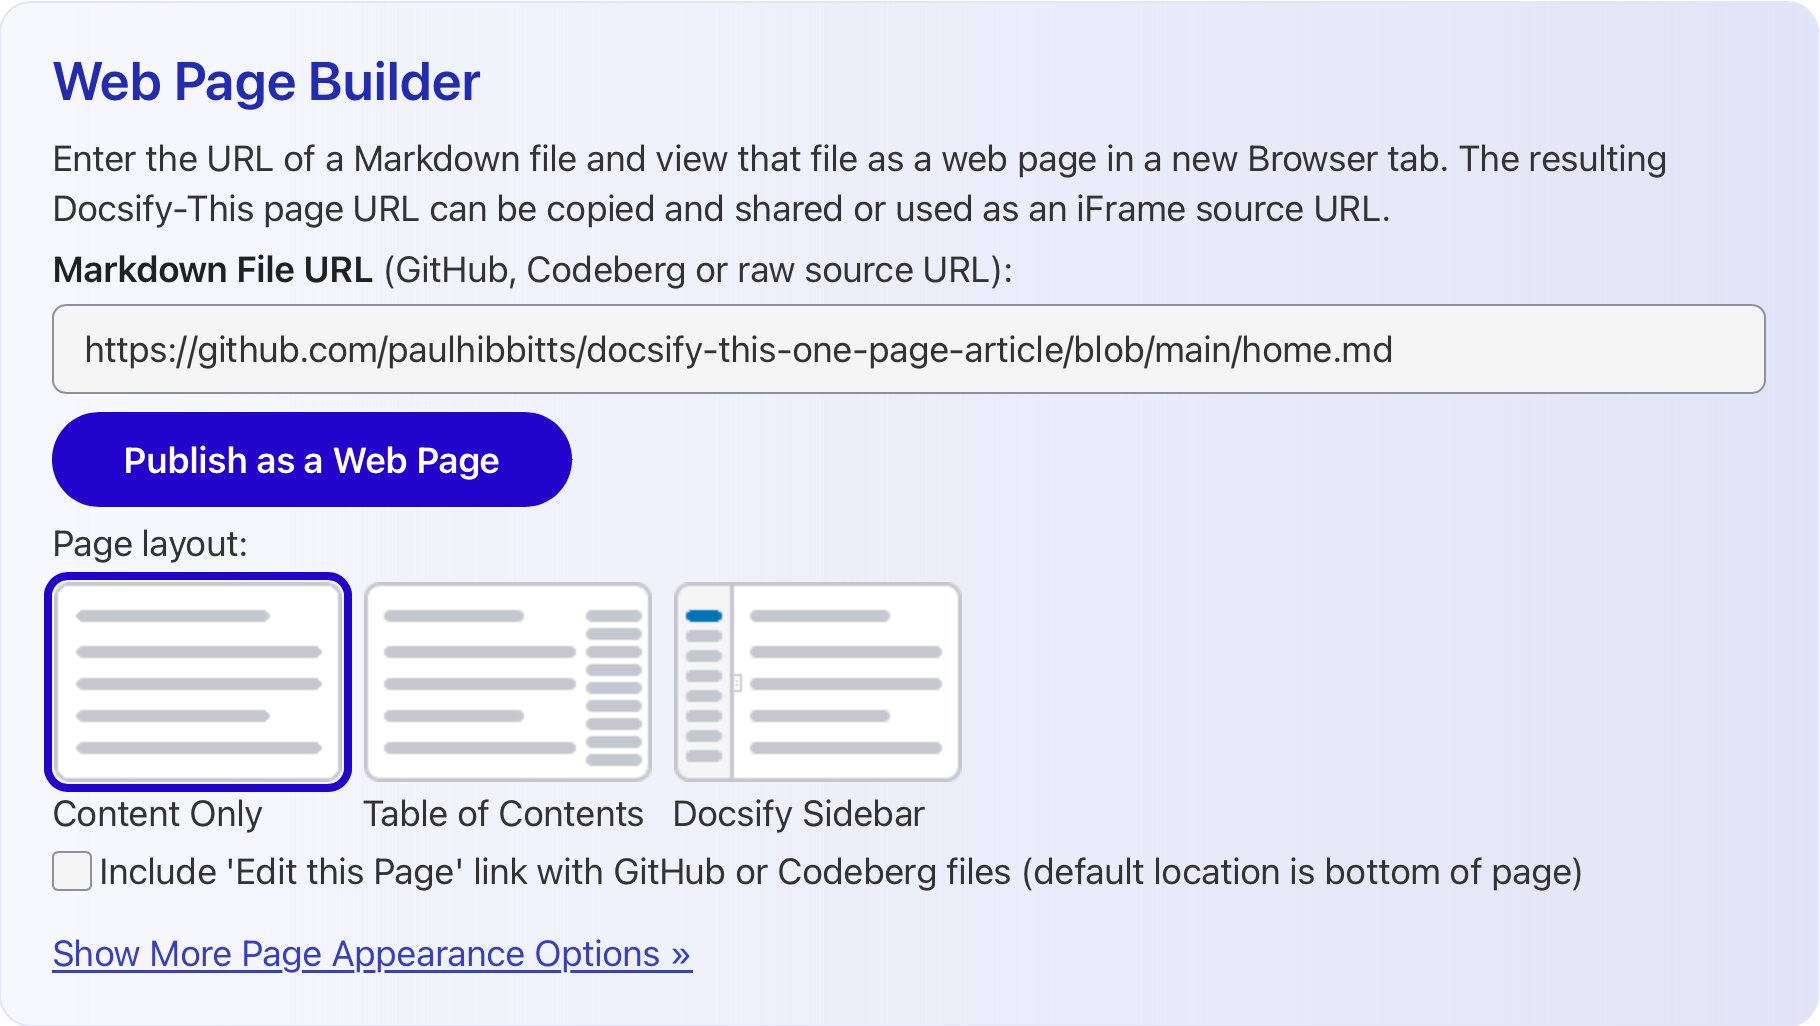 Web Page Builder
Enter the URL of a Markdown file and view that file as a web page in a new Browser tab. The resulting
Docsify-This page URL can be copied and shared or used as an iFrame source URL.
Markdown File URL (GitHub, Codeberg or raw source URL):
https://github.com/paulhibbitts/docsify-this-one-page-article/blob/main/home.md
Publish as a Web Page
Page layout:
Content Only Table of Contents Docsify Sidebar
Include 'Edit this Page' link with GitHub or Codeberg files (default location is bottom of page)
Show More Page Appearance Options »